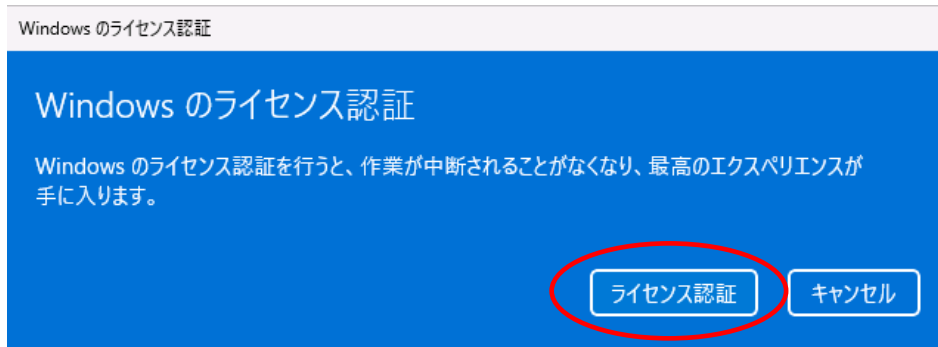 Windows のライセンス認証
Windows のライセンス認証
Windows のライセンス認証を行うと、作業が中断されることがなくなり、最高のエクスペリエンスが
手に入ります。
ライセンス認証 キャンセル